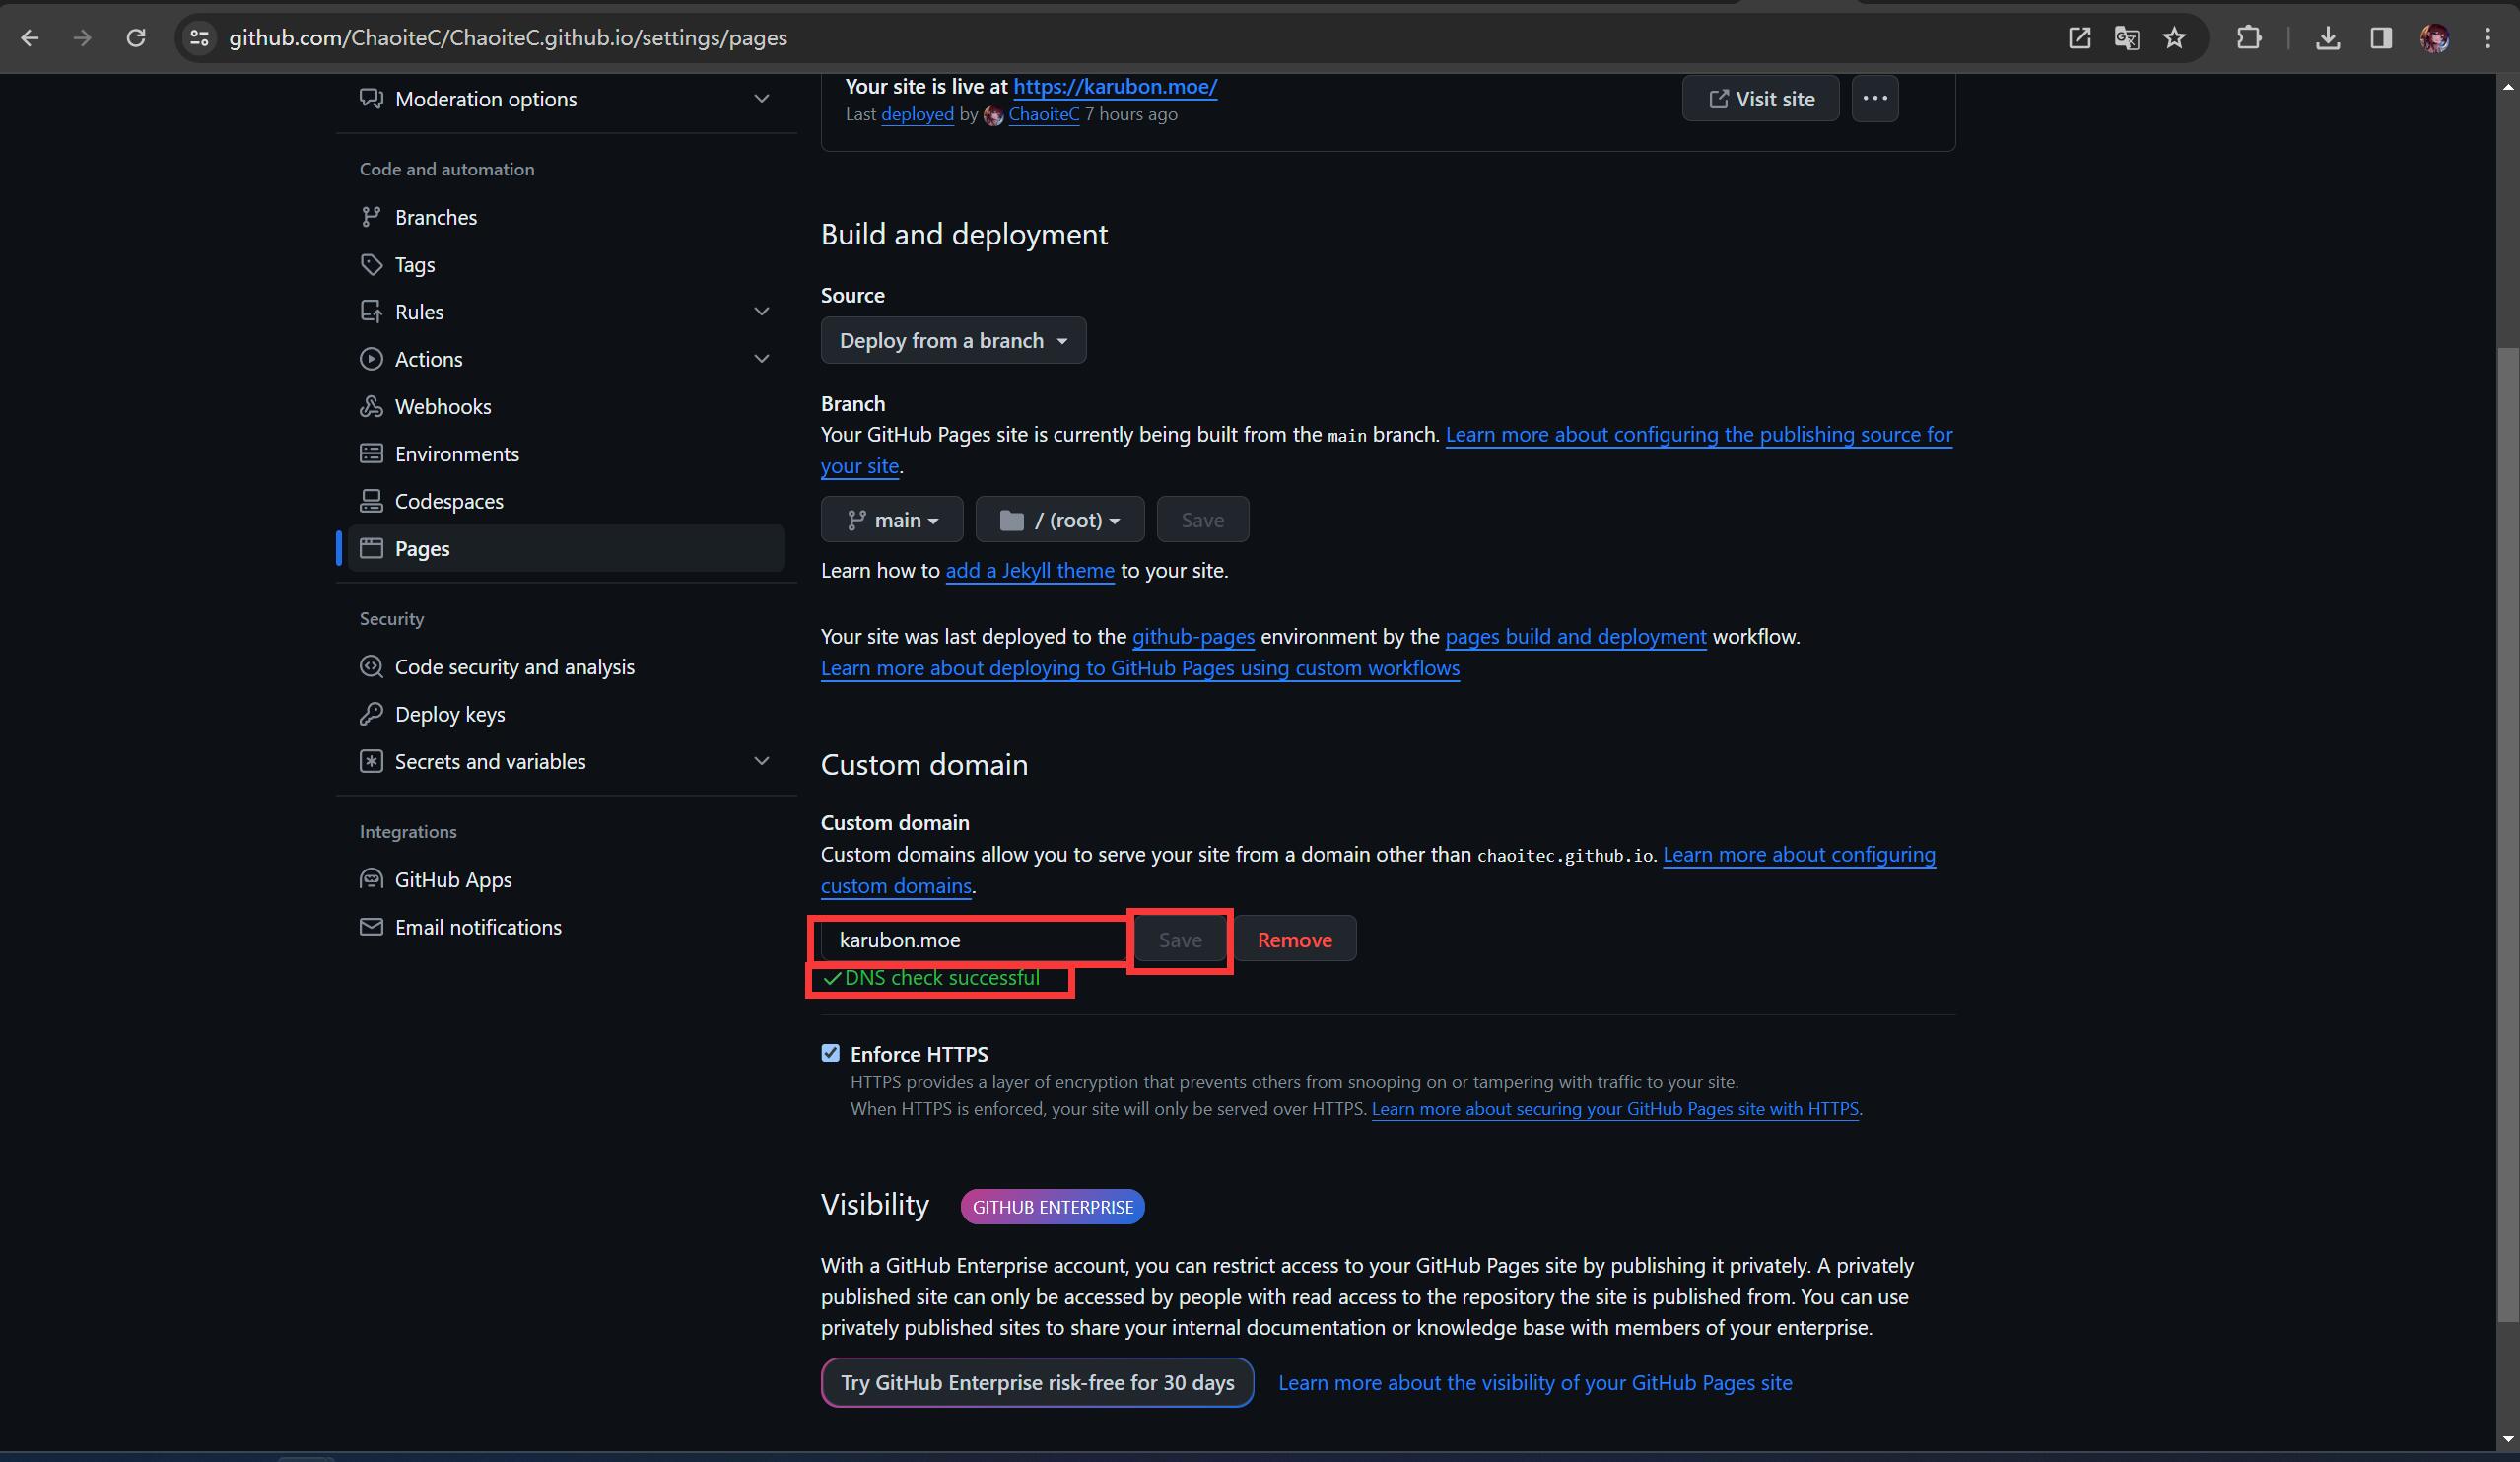 github.com/ChaoiteC/ChaoiteC.github.io/settings/pages
Moderation options
Code and automation
Branches
Tags
Rules
Actions
Webhooks
Environments
Codespaces
Pages
Security
Code security and analysis
Deploy keys
Secrets and variables
Integrations
GitHub Apps
Email notifications
Your site is live at https://karubon.moe/
Last deployed by ChaoiteC 7 hours ago
Visit site
Build and deployment
Source
Deploy from a branch
Branch
Your GitHub Pages site is currently being built from the main branch. Learn more about configuring the publishing source for
your site.
main
/ (root)
Save
Learn how to add a Jekyll theme to your site.
Your site was last deployed to the github-pages environment by the pages build and deployment workflow.
Learn more about deploying to GitHub Pages using custom workflows
Custom domain
Custom domain
Custom domains allow you to serve your site from a domain other than chaoitec.github.io. Learn more about configuring
custom domains.
karubon.moe
Save
Remove
DNS check successful
Enforce HTTPS
HTTPS provides a layer of encryption that prevents others from snooping on or tampering with traffic to your site.
When HTTPS is enforced, your site will only be served over HTTPS. Learn more about securing your GitHub Pages site with HTTPS.
Visibility
GITHUB ENTERPRISE
With a GitHub Enterprise account, you can restrict access to your GitHub Pages site by publishing it privately. A privately
published site can only be accessed by people with read access to the repository the site is published from. You can use
privately published sites to share your internal documentation or knowledge base with members of your enterprise.
Try GitHub Enterprise risk-free for 30 days
Learn more about the visibility of your GitHub Pages site